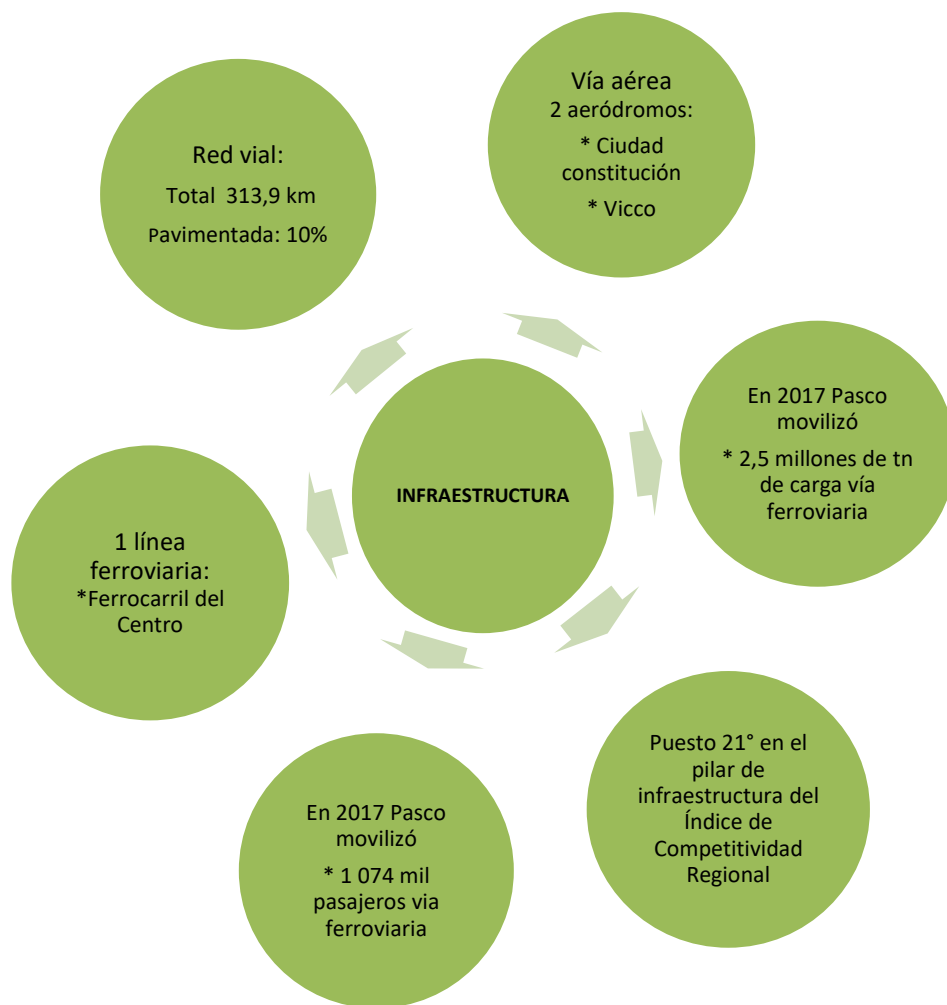 Vía aérea
2 aeródromos:
* Ciudad
constitución
* Vicco
Red vial:
Total 313,9 km
Pavimentada: 10%
En 2017 Pasco
movilizó
* 2,5 millones de tn
de carga vía
ferroviaria
INFRAESTRUCTURA
1 línea
ferroviaria:
*Ferrocarril del
Centro
Puesto 21° en el
pilar de
infraestructura del
Índice de
Competitividad
Regional
En 2017 Pasco
movilizó
* 1 074 mil
pasajeros via
ferroviaria